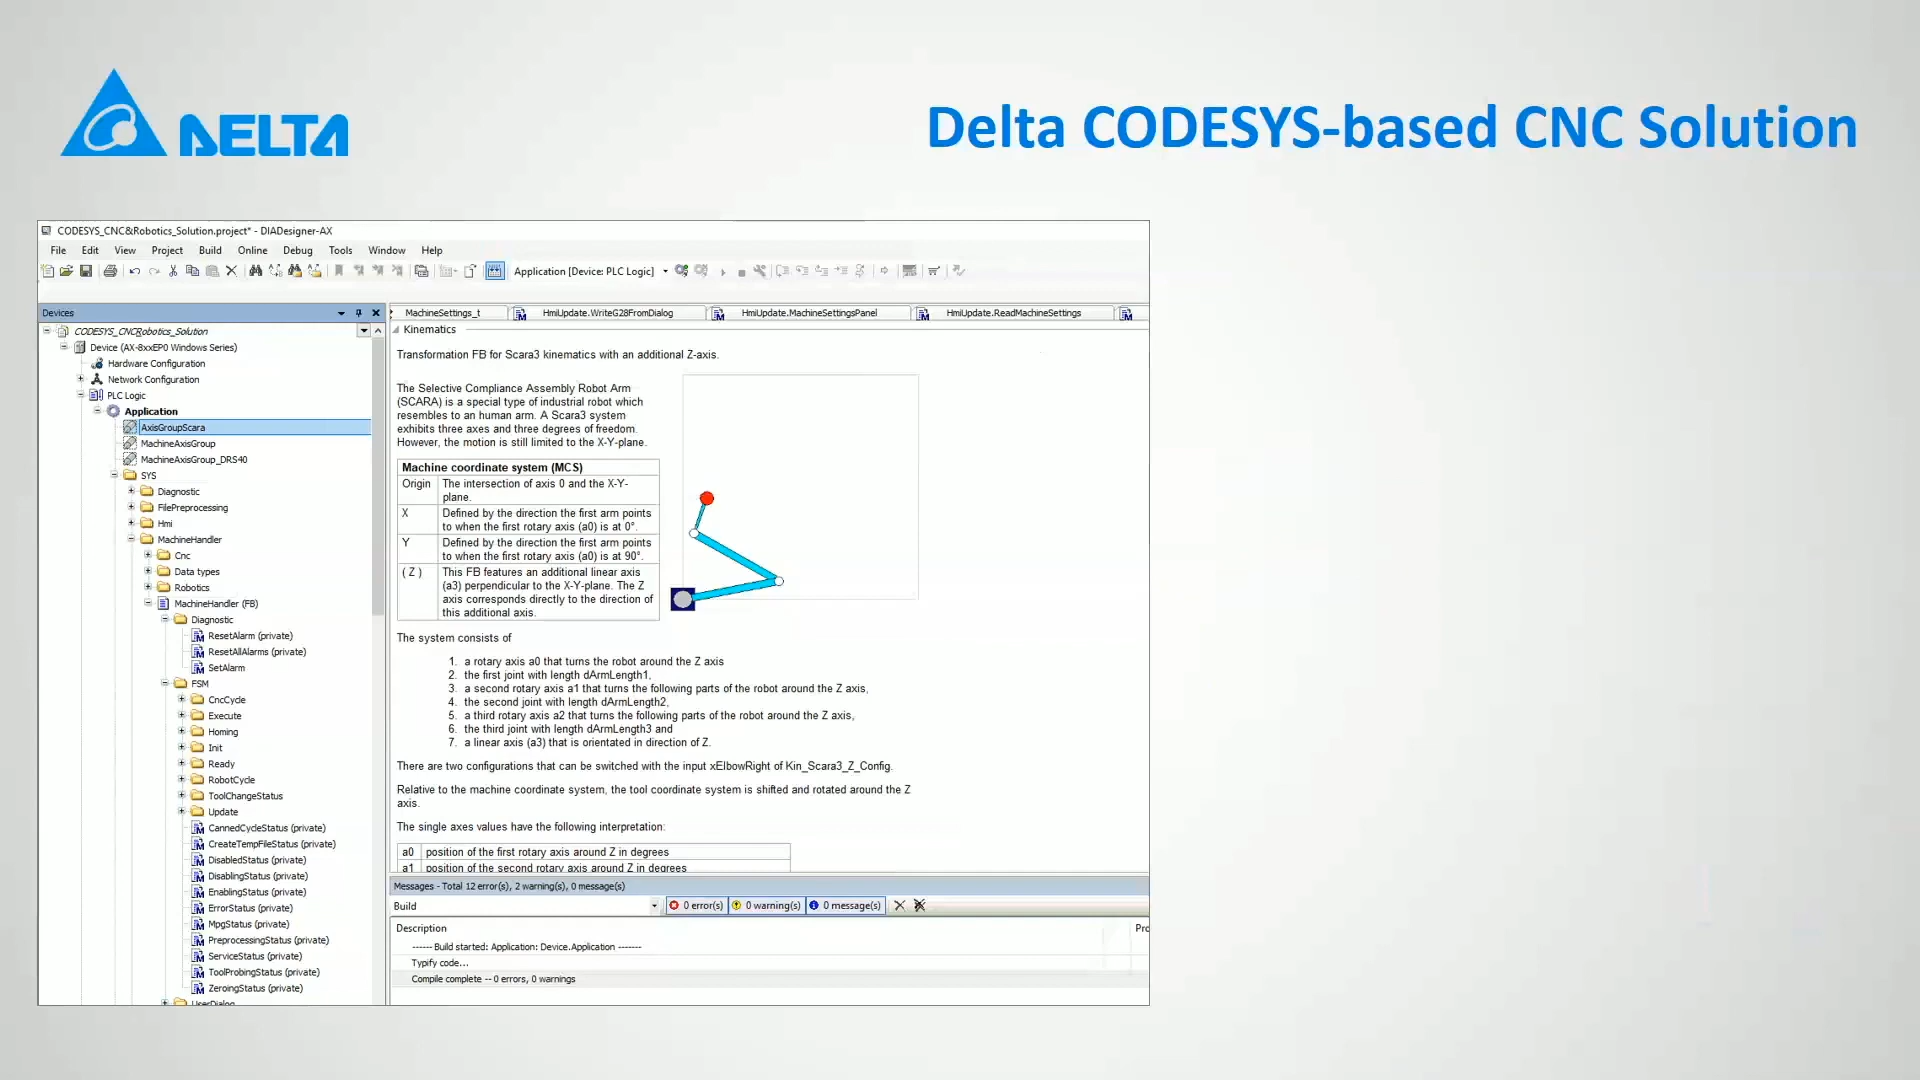 DELTA
Delta CODESYS-based CNC Solution
CODESYS_CNC&Robotics_Solution.project* - DIADesigner-AX
File Edit View Project Build Online Debug Tools Window Help
Application [Device: PLC Logic]
Devices
CODESYS_CNCRobotics_Solution
Device (AX-8xxEP0 Windows Series)
Hardware Configuration
Network Configuration
PLC Logic
Application
AxisGroupScara
MachineAxisGroup
MachineAxisGroup_DRS40
SYS
Diagnostic
FilePreprocessing
Hmi
MachineHandler
Cnc
Data types
Robotics
MachineHandler (FB)
Diagnostic
ResetAlarm (private)
ResetAllAlarms (private)
SetAlarm
FSM
CncCycle
Execute
Homing
Init
Ready
RobotCycle
ToolChangeStatus
Update
CannedCycleStatus (private)
CreateTempFileStatus (private)
DisabledStatus (private)
DisablingStatus (private)
EnablingStatus (private)
ErrorStatus (private)
MpgStatus (private)
PreprocessingStatus (private)
ServiceStatus (private)
ToolProbingStatus (private)
ZeroingStatus (private)
UserDialog
MachineSettings_t HmiUpdate.WriteG28FromDialog HmiUpdate.MachineSettingsPanel HmiUpdate.ReadMachineSettings
Kinematics
Transformation FB for Scara3 kinematics with an additional Z-axis.
The Selective Compliance Assembly Robot Arm
(SCARA) is a special type of industrial robot which
resembles to an human arm. A Scara3 system
exhibits three axes and three degrees of freedom.
However, the motion is still limited to the X-Y-plane.
Machine coordinate system (MCS)
Origin The intersection of axis 0 and the X-Y-
plane.
X Defined by the direction the first arm points
to when the first rotary axis (a0) is at 0°.
Y Defined by the direction the first arm points
to when the first rotary axis (a0) is at 90°.
( Z ) This FB features an additional linear axis
(a3) perpendicular to the X-Y-plane. The Z
axis corresponds directly to the direction of
this additional axis.
The system consists of
1. a rotary axis a0 that turns the robot around the Z axis
2. the first joint with length dArmLength1,
3. a second rotary axis a1 that turns the following parts of the robot around the Z axis,
4. the second joint with length dArmLength2,
5. a third rotary axis a2 that turns the following parts of the robot around the Z axis,
6. the third joint with length dArmLength3 and
7. a linear axis (a3) that is orientated in direction of Z.
There are two configurations that can be switched with the input xElbowRight of Kin_Scara3_Z_Config.
Relative to the machine coordinate system, the tool coordinate system is shifted and rotated around the Z
axis.
The single axes values have the following interpretation:
a0 position of the first rotary axis around Z in degrees
a1 position of the second rotary axis around Z in degrees
Messages - Total 12 error(s), 2 warning(s), 0 message(s)
Build 0 error(s) 0 warning(s) 0 message(s)
Description Pro
------ Build started: Application: Device.Application -------
Typify code...
Compile complete -- 0 errors, 0 warnings